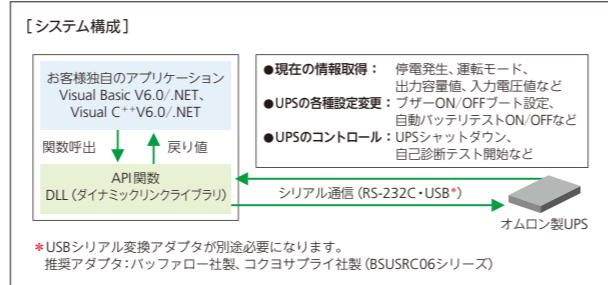 [システム構成]
お客様独自のアプリケーション
Visual Basic V6.0/.NET、
Visual C++V6.0/.NET
関数呼出
戻り値
API関数
DLL（ダイナミックリンクライブラリ）
●現在の情報取得： 停電発生、運転モード、
出力容量値、入力電圧値など
●UPSの各種設定変更：ブザーON/OFFブート設定、
自動バッテリテストON/OFFなど
●UPSのコントロール：UPSシャットダウン、
自己診断テスト開始など
シリアル通信（RS-232C・USB*）
オムロン製UPS
*USBシリアル変換アダプタが別途必要になります。
推奨アダプタ：バッファロー社製、コクヨサプライ社製（BSUSRC06シリーズ）